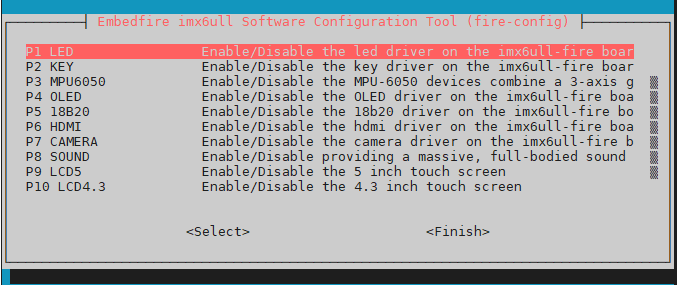 Embedfire imx6ull Software Configuration Tool (fire-config)
P1 LED Enable/Disable the led driver on the imx6ull-fire boar
P2 KEY Enable/Disable the key driver on the imx6ull-fire boar
P3 MPU6050 Enable/Disable the MPU-6050 devices combine a 3-axis g
P4 OLED Enable/Disable the OLED driver on the imx6ull-fire boa
P5 18B20 Enable/Disable the 18b20 driver on the imx6ull-fire bo
P6 HDMI Enable/Disable the hdmi driver on the imx6ull-fire boa
P7 CAMERA Enable/Disable the camera driver on the imx6ull-fire b
P8 SOUND Enable/Disable providing a massive, full-bodied sound
P9 LCD5 Enable/Disable the 5 inch touch screen
P10 LCD4.3 Enable/Disable the 4.3 inch touch screen
<Select> <Finish>